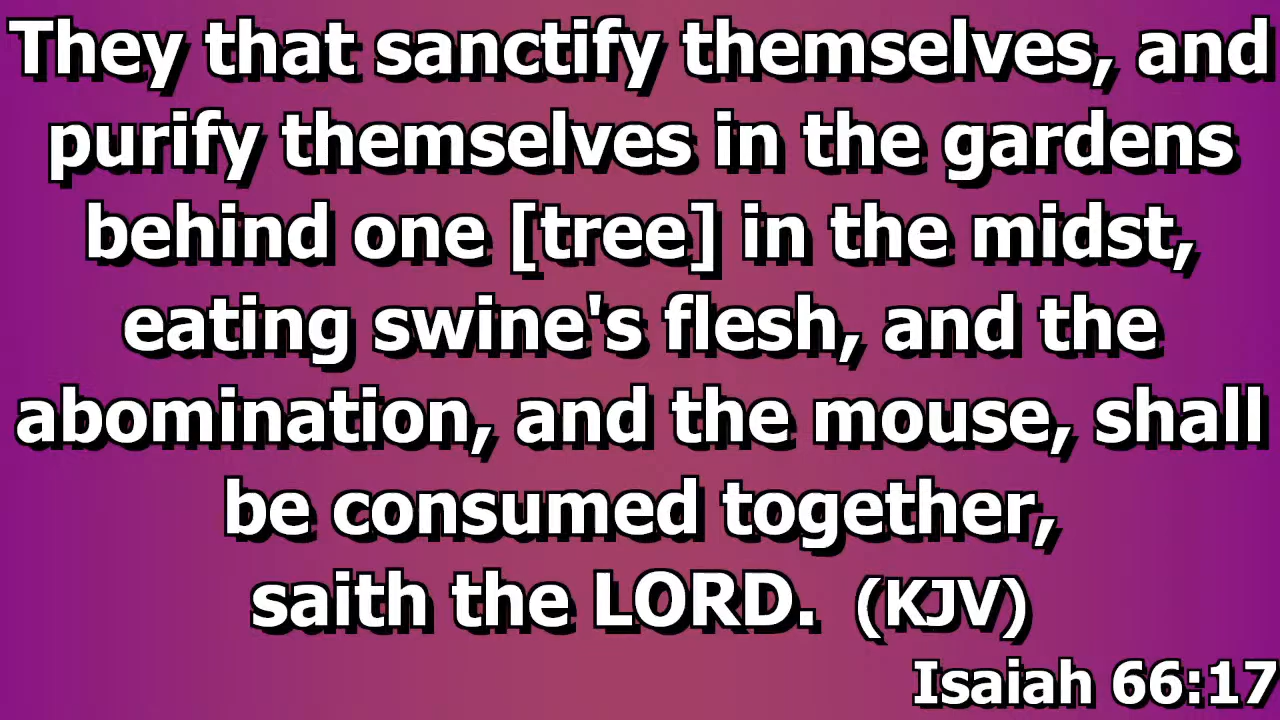 They that sanctify themselves, and
purify themselves in the gardens
behind one [tree] in the midst,
eating swine's flesh, and the
abomination, and the mouse, shall
be consumed together,
saith the LORD. (KJV)
Isaiah 66:17